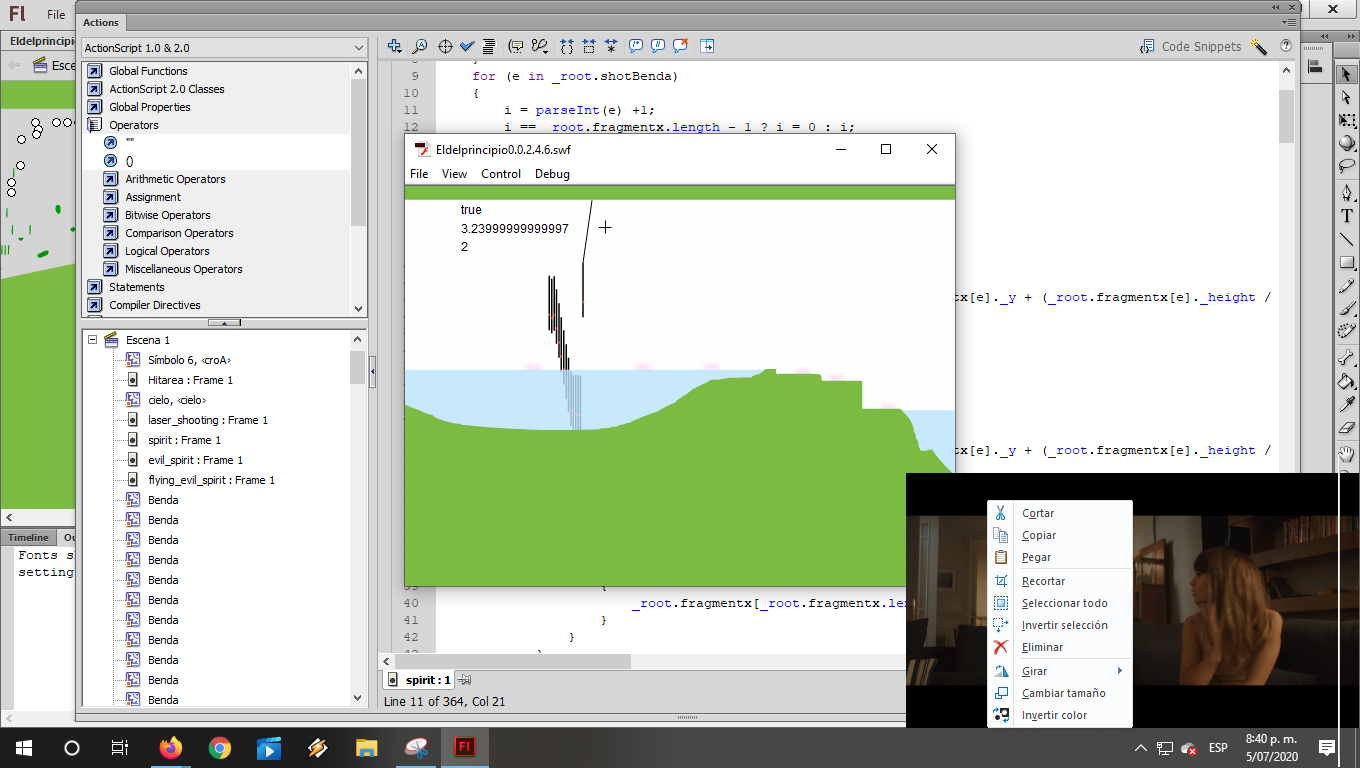 Fl File
Actions
Eldelprincipio
ActionScript 1.0 & 2.0
Code Snippets
Esce
Global Functions
ActionScript 2.0 Classes
Global Properties
Operators
""
()
Arithmetic Operators
Assignment
Bitwise Operators
Comparison Operators
Logical Operators
Miscellaneous Operators
Statements
Compiler Directives
9 for (e in _root.shotBenda)
10 {
11 i = parseInt(e) +1;
12 i == _root.fragmentx.length - 1 ? i = 0 : i;
Eldelprincipio0.0.2.4.6.swf
File View Control Debug
true
3.23999999999997
2
tx[e]._y + (_root.fragmentx[e]._height /
tx[e]._y + (_root.fragmentx[e]._height /
Escena 1
Símbolo 6, <croA>
Hitarea : Frame 1
cielo, <cielo>
laser_shooting : Frame 1
spirit : Frame 1
evil_spirit : Frame 1
flying_evil_spirit : Frame 1
Benda
Benda
Benda
Benda
Benda
Benda
Benda
Benda
Benda
Benda
Benda
Timeline Ou
Fonts s
setting
39 {
40 _root.fragmentx[_root.fragmentx.le
41 }
42 }
spirit : 1
Line 11 of 364, Col 21
Cortar
Copiar
Pegar
Recortar
Seleccionar todo
Invertir selección
Eliminar
Girar
Cambiar tamaño
Invertir color
Fl
ESP
8:40 p. m.
5/07/2020